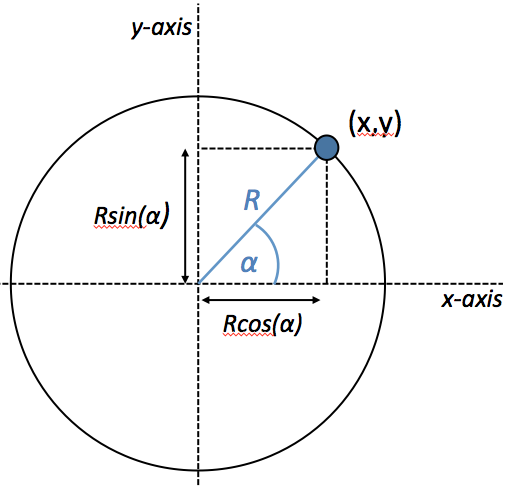 y-axis
(x,y)
R
Rsin(α)
α
x-axis
Rcos(α)